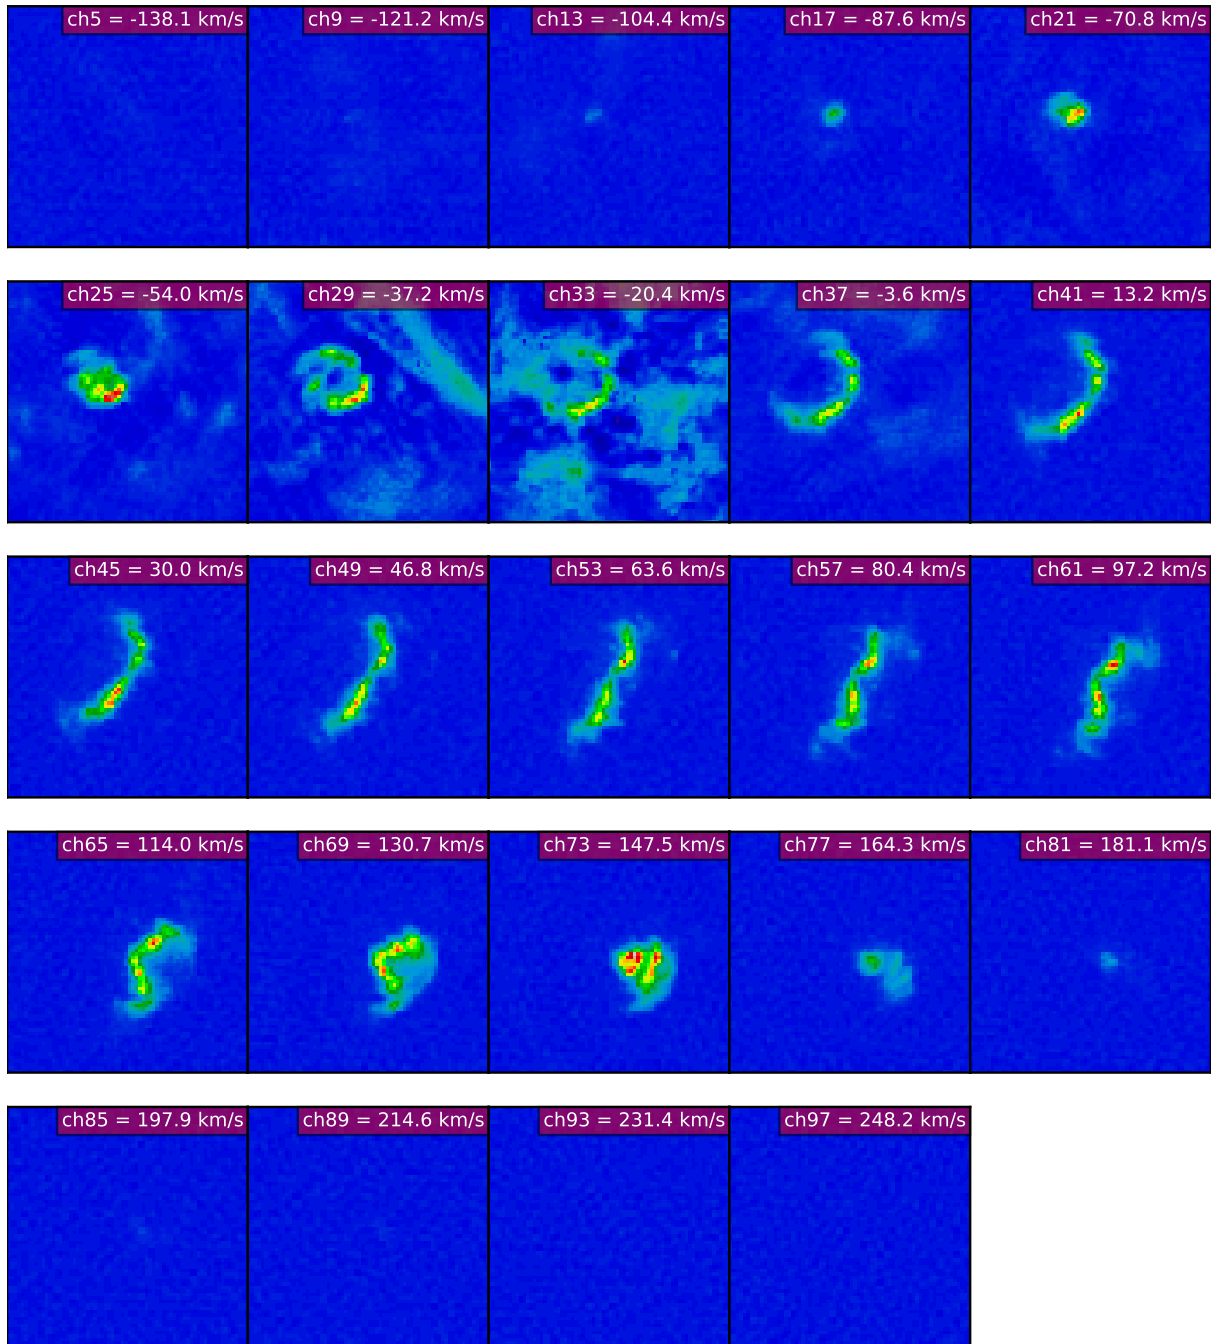 ch5 = -138.1 km/s
ch9 = -121.2 km/s
ch13 = -104.4 km/s
ch17 = -87.6 km/s
ch21 = -70.8 km/s
ch25 = -54.0 km/s
ch29 = -37.2 km/s
ch33 = -20.4 km/s
ch37 = -3.6 km/s
ch41 = 13.2 km/s
ch45 = 30.0 km/s
ch49 = 46.8 km/s
ch53 = 63.6 km/s
ch57 = 80.4 km/s
ch61 = 97.2 km/s
ch65 = 114.0 km/s
ch69 = 130.7 km/s
ch73 = 147.5 km/s
ch77 = 164.3 km/s
ch81 = 181.1 km/s
ch85 = 197.9 km/s
ch89 = 214.6 km/s
ch93 = 231.4 km/s
ch97 = 248.2 km/s